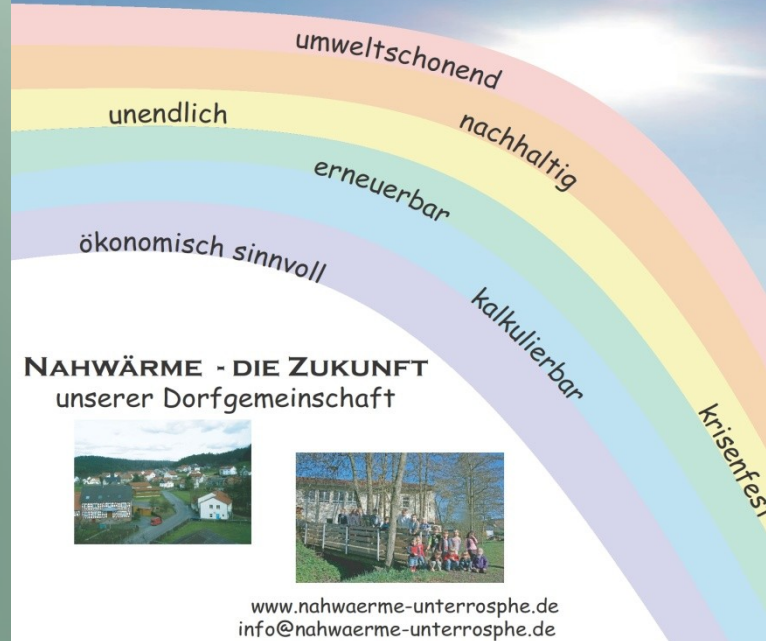 umweltschonend
unendlich
nachhaltig
erneuerbar
ökonomisch sinnvoll
kalkulierbar
krisenfest
NAHWÄRME - DIE ZUKUNFT
unserer Dorfgemeinschaft
www.nahwaerme-unterrosphe.de
info@nahwaerme-unterrosphe.de